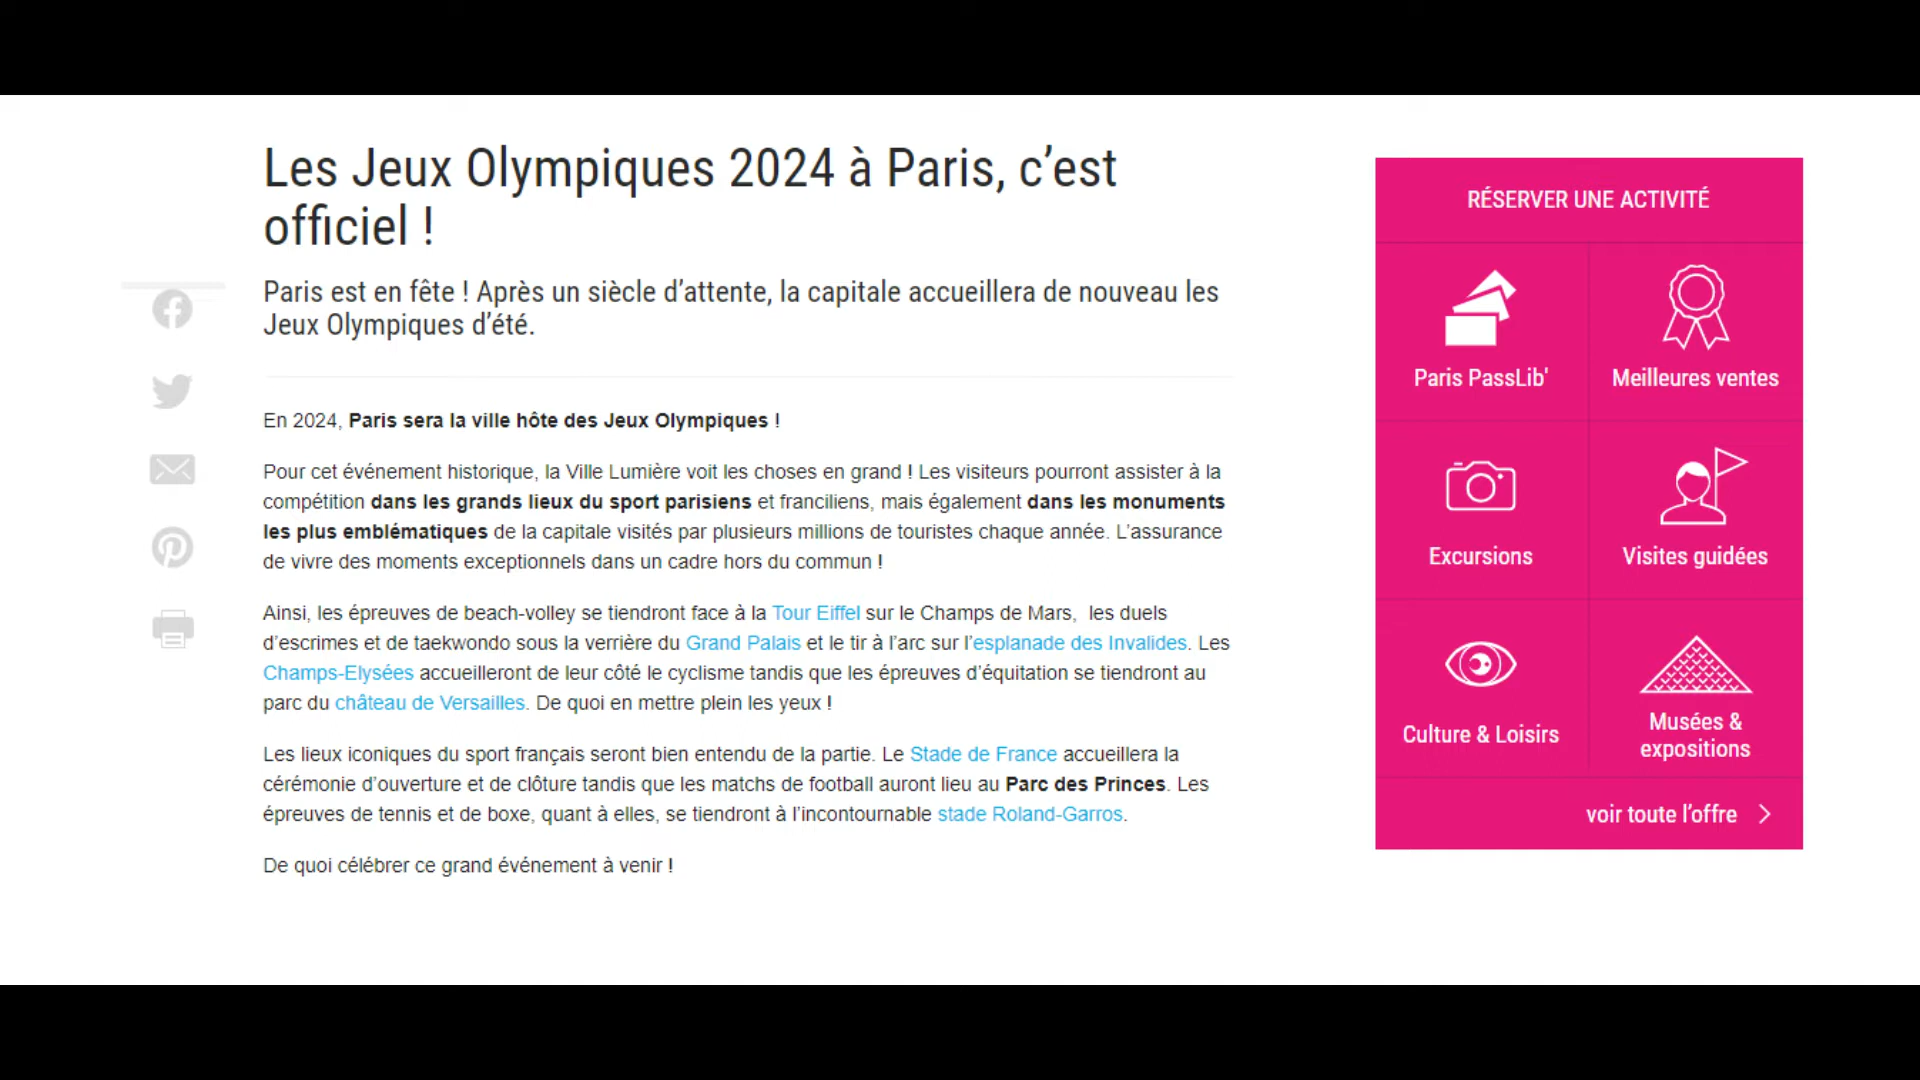 Les Jeux Olympiques 2024 à Paris, c’est
officiel !
Paris est en fête ! Après un siècle d’attente, la capitale accueillera de nouveau les
Jeux Olympiques d’été.
En 2024, Paris sera la ville hôte des Jeux Olympiques !
Pour cet événement historique, la Ville Lumière voit les choses en grand ! Les visiteurs pourront assister à la
compétition dans les grands lieux du sport parisiens et franciliens, mais également dans les monuments
les plus emblématiques de la capitale visités par plusieurs millions de touristes chaque année. L’assurance
de vivre des moments exceptionnels dans un cadre hors du commun !
Ainsi, les épreuves de beach-volley se tiendront face à la Tour Eiffel sur le Champs de Mars,  les duels
d’escrimes et de taekwondo sous la verrière du Grand Palais et le tir à l’arc sur l’esplanade des Invalides. Les
Champs-Elysées accueilleront de leur côté le cyclisme tandis que les épreuves d’équitation se tiendront au
parc du château de Versailles. De quoi en mettre plein les yeux !
Les lieux iconiques du sport français seront bien entendu de la partie. Le Stade de France accueillera la
cérémonie d’ouverture et de clôture tandis que les matchs de football auront lieu au Parc des Princes. Les
épreuves de tennis et de boxe, quant à elles, se tiendront à l’incontournable stade Roland-Garros.
De quoi célébrer ce grand événement à venir !
RÉSERVER UNE ACTIVITÉ
Paris PassLib'
Meilleures ventes
Excursions
Visites guidées
Culture & Loisirs
Musées &
expositions
voir toute l’offre